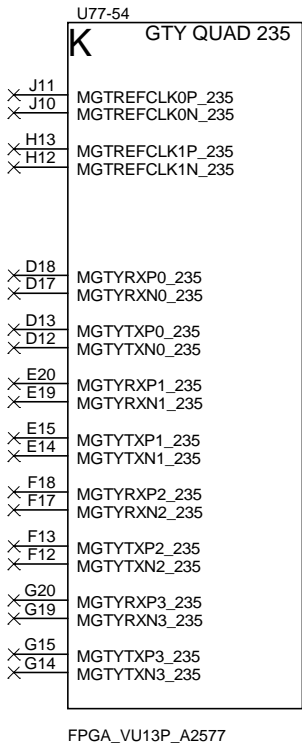 U77-54
K GTY QUAD 235
J11 MGTREFCLK0P_235
J10 MGTREFCLK0N_235
H13 MGTREFCLK1P_235
H12 MGTREFCLK1N_235
D18 MGTYRXP0_235
D17 MGTYRXN0_235
D13 MGTYTXP0_235
D12 MGTYTXN0_235
E20 MGTYRXP1_235
E19 MGTYRXN1_235
E15 MGTYTXP1_235
E14 MGTYTXN1_235
F18 MGTYRXP2_235
F17 MGTYRXN2_235
F13 MGTYTXP2_235
F12 MGTYTXN2_235
G20 MGTYRXP3_235
G19 MGTYRXN3_235
G15 MGTYTXP3_235
G14 MGTYTXN3_235
FPGA_VU13P_A2577